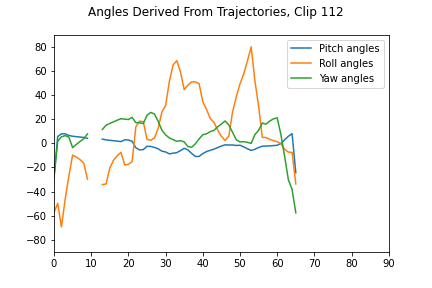 Angles Derived From Trajectories, Clip 112
Pitch angles
Roll angles
Yaw angles
80
60
40
20
0
−20
−40
−60
−80
0 10 20 30 40 50 60 70 80 90